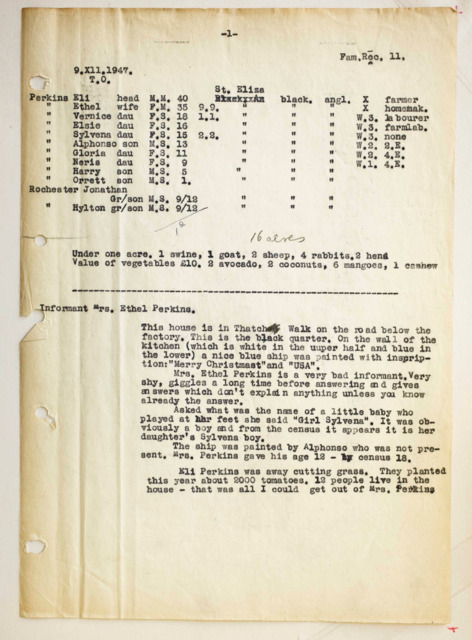 -1-
Fam.Rec. 11.
9.XII.1947.
T.O.
St. Eliza
Perkins Eli head M.M. 40 black. angl. X farmer
" Ethel wife F.M. 35 9.9. " " " X homemak.
" Vernice dau F.S. 18 1.1. " " " W.3. labourer
" Elsie dau F.S. 16 " " " W.3. farmlab.
" Sylvena dau F.S. 15 2.2. " " " W.3. none
" Alphonso son M.S. 13 " " " W.2. 2.E.
" Gloria dau F.S. 11 " " " W.2. 4.E.
" Neris dau F.S. 9 " " " W.1. 4.E.
" Harry son M.S. 5 " " "
" Orrett son M.S. 1. " " "
Rochester Jonathan
Gr/son M.S. 9/12 " " "
" Hylton gr/son M.S. 9/12 " " "
12
16 acres
Under one acre. 1 swine, 1 goat, 2 sheep, 4 rabbits. 2 hens
Value of vegetables £10. 2 avocado, 2 coconuts, 6 mangoes, 1 cashew
Informant Mrs. Ethel Perkins.
This house is in Thatch Walk on the road below the
factory. This is the black quarter. On the wall of the
kitchen (which is white in the uuper half and blue in
the lower) a nice blue ship was painted with insprip-
tion:"Merry Christmast"and "USA".
Mrs. Ethel Perkins is a very bad informant.Very
shy, giggles a long time before answering and gives
answers which don't explain anything unless you know
already the answer.
Asked what was the name of a little baby who
played at her feet she said "Girl Sylvena". It was ob-
viously a boy and from the census it appears it is her
daughter's Sylvena boy.
The ship was painted by Alphonso who was not pre-
sent. Mrs. Perkins gave his age 12 - by census 13.
Eli Perkins was away cutting grass. They planted
this year about 2000 tomatoes. 12 people live in the
house - that was all I could get out of Mrs. Perkins